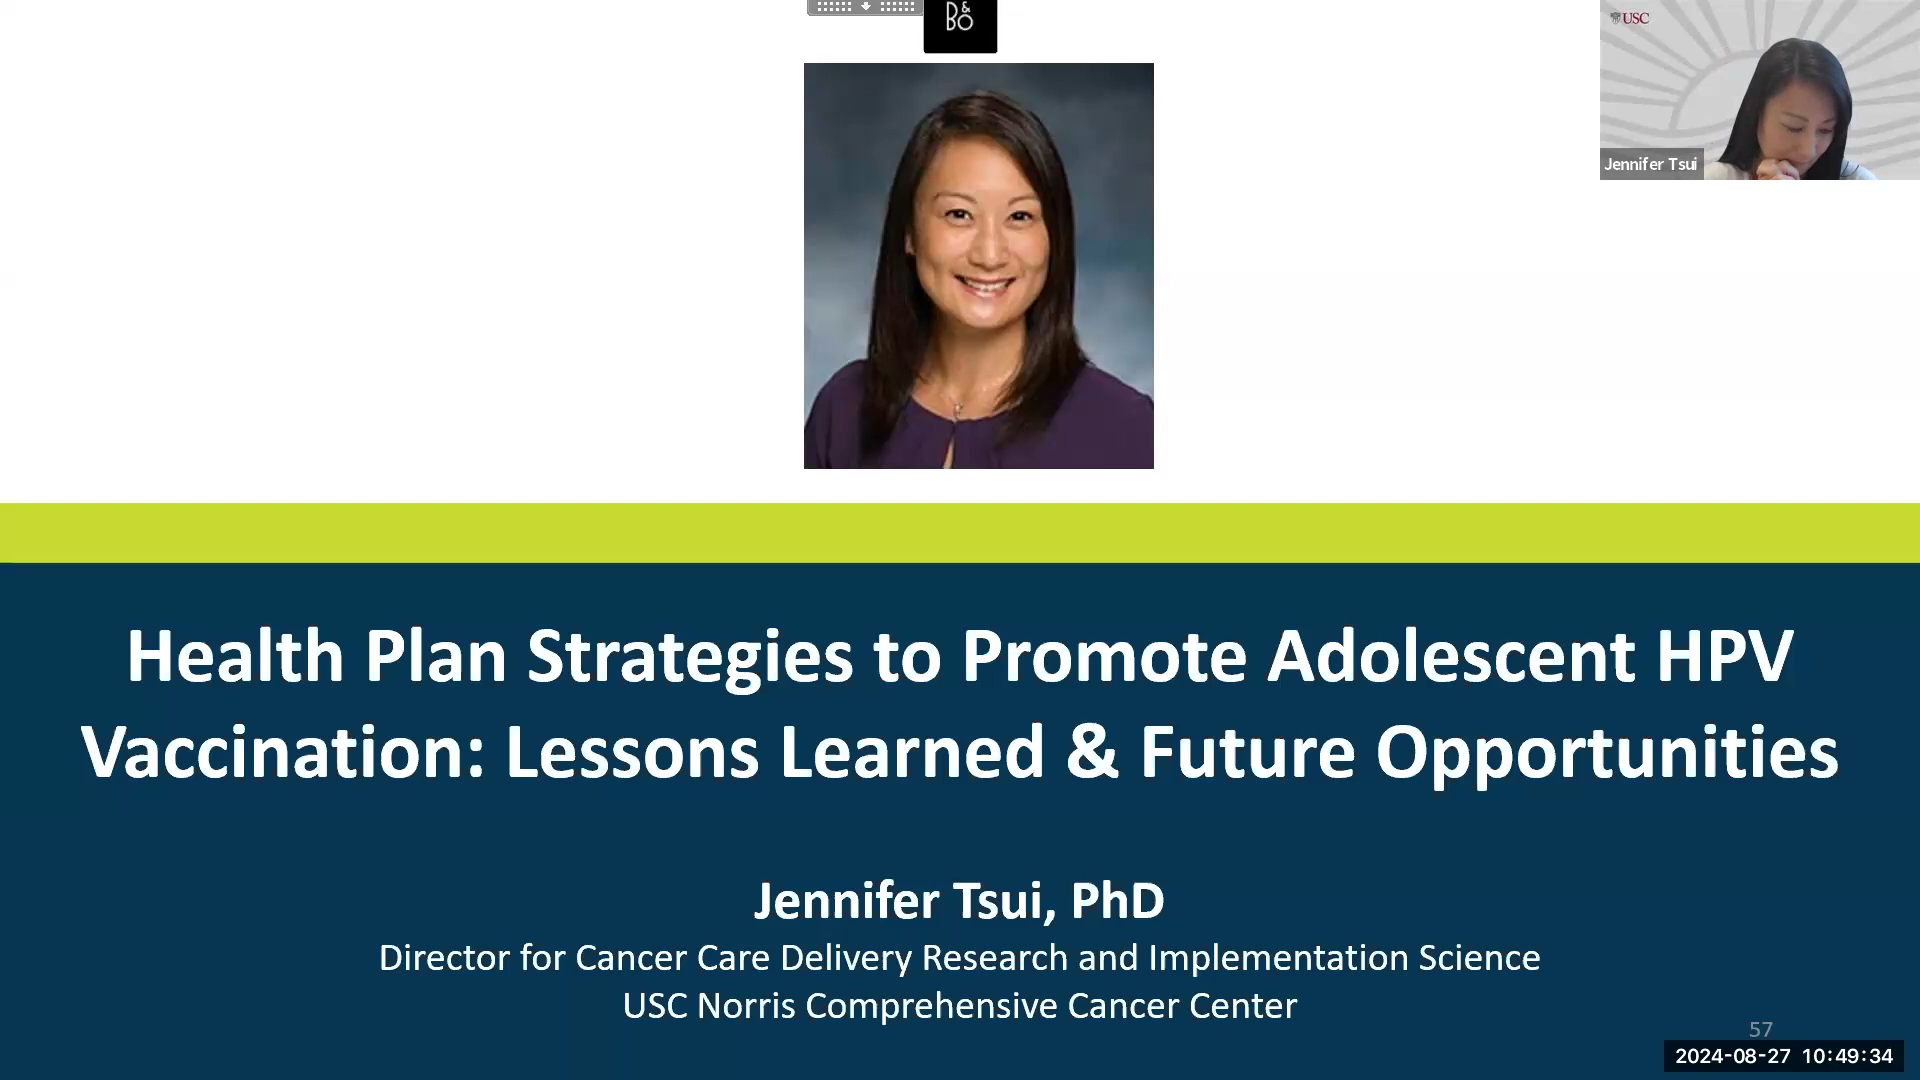 B&O
USC
Jennifer Tsui
Health Plan Strategies to Promote Adolescent HPV
Vaccination: Lessons Learned & Future Opportunities
Jennifer Tsui, PhD
Director for Cancer Care Delivery Research and Implementation Science
USC Norris Comprehensive Cancer Center
57
2024-08-27 10:49:34